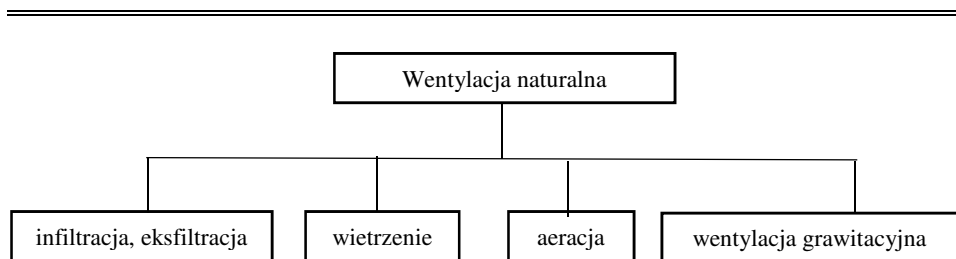 Wentylacja naturalna
infiltracja, eksfiltracja wietrzenie aeracja wentylacja grawitacyjna